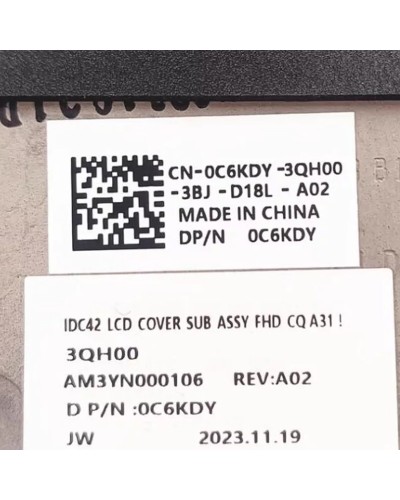 CN-0C6KDY-3QH00
-3BJ - D18L - A02
MADE IN CHINA
DP/N 0C6KDY
IDC42 LCD COVER SUB ASSY FHD CQ A31 !
3QH00
AM3YN000106 REV:A02
D P/N :0C6KDY
JW 2023.11.19